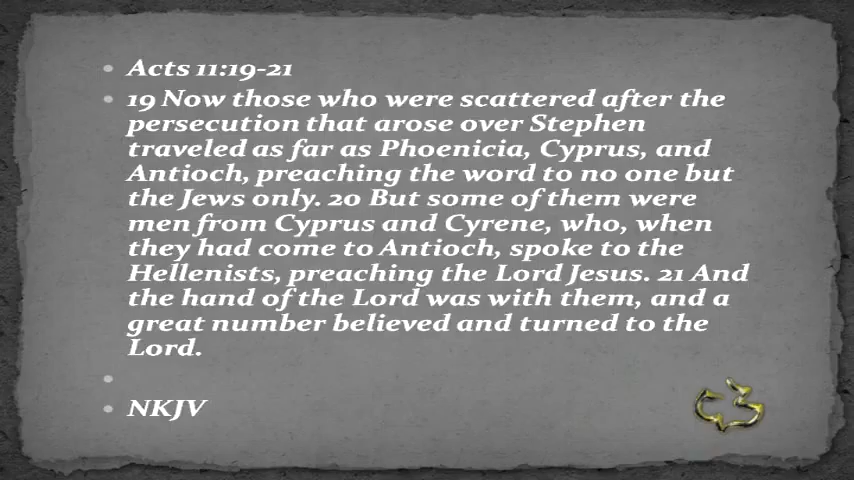 Acts 11:19-21
19 Now those who were scattered after the
persecution that arose over Stephen
traveled as far as Phoenicia, Cyprus, and
Antioch, preaching the word to no one but
the Jews only. 20 But some of them were
men from Cyprus and Cyrene, who, when
they had come to Antioch, spoke to the
Hellenists, preaching the Lord Jesus. 21 And
the hand of the Lord was with them, and a
great number believed and turned to the
Lord.
NKJV